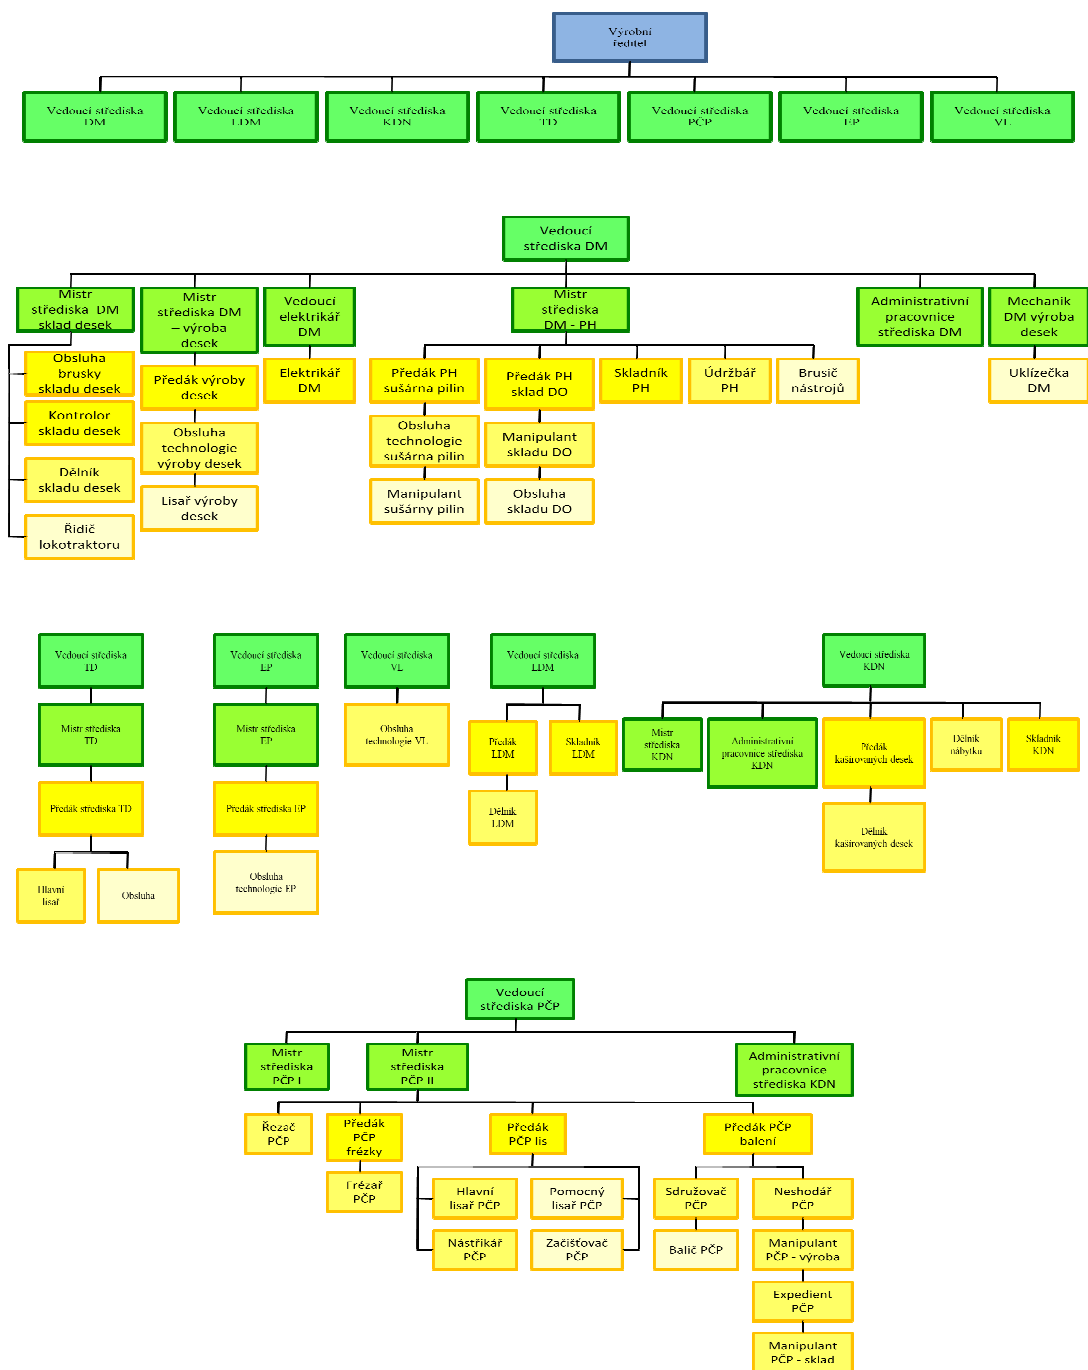 Výrobní
ředitel
Vedoucí střediska
DM
Vedoucí střediska
LDM
Vedoucí střediska
KDN
Vedoucí střediska
TD
Vedoucí střediska
PČP
Vedoucí střediska
EP
Vedoucí střediska
VL
Vedoucí
střediska DM
Mistr
střediska DM
sklad desek
Mistr
střediska DM
– výroba
desek
Vedoucí
elektrikář
DM
Mistr
střediska
DM - PH
Administrativní
pracovnice
střediska DM
Mechanik
DM výroba
desek
Obsluha
brusky
skladu desek
Kontrolor
skladu desek
Dělník
skladu desek
Řidič
lokotraktoru
Předák výroby
desek
Obsluha
technologie
výroby desek
Lisař výroby
desek
Elektrikář
DM
Předák PH
sušárna pilin
Obsluha
technologie
sušárna pilin
Manipulant
sušárny pilin
Předák PH
sklad DO
Manipulant
skladu DO
Obsluha
skladu DO
Skladník
PH
Údržbář
PH
Brusič
nástrojů
Uklízečka
DM
Vedoucí střediska
TD
Mistr střediska
TD
Předák střediska TD
Hlavní
lisař
Obsluha
Vedoucí střediska
EP
Mistr střediska
EP
Předák střediska EP
Obsluha
technologie EP
Vedoucí střediska
VL
Obsluha
technologie VL
Vedoucí střediska
LDM
Předák
LDM
Skladník
LDM
Dělník
LDM
Vedoucí střediska
KDN
Mistr
střediska
KDN
Administrativní
pracovnice střediska
KDN
Předák
kašírovaných desek
Dělník
nábytku
Skladník
KDN
Dělník
kašírovaných desek
Vedoucí
střediska PČP
Mistr
střediska
PČP I
Mistr
střediska
PČP II
Administrativní
pracovnice
střediska KDN
Řezač
PČP
Předák
PČP
frézky
Frézař
PČP
Předák
PČP lis
Hlavní
lisař PČP
Pomocný
lisař PČP
Nástřikář
PČP
Začišťovač
PČP
Předák PČP
balení
Sdružovač
PČP
Balič PČP
Neshodář
PČP
Manipulant
PČP - výroba
Expedient
PČP
Manipulant
PČP - sklad